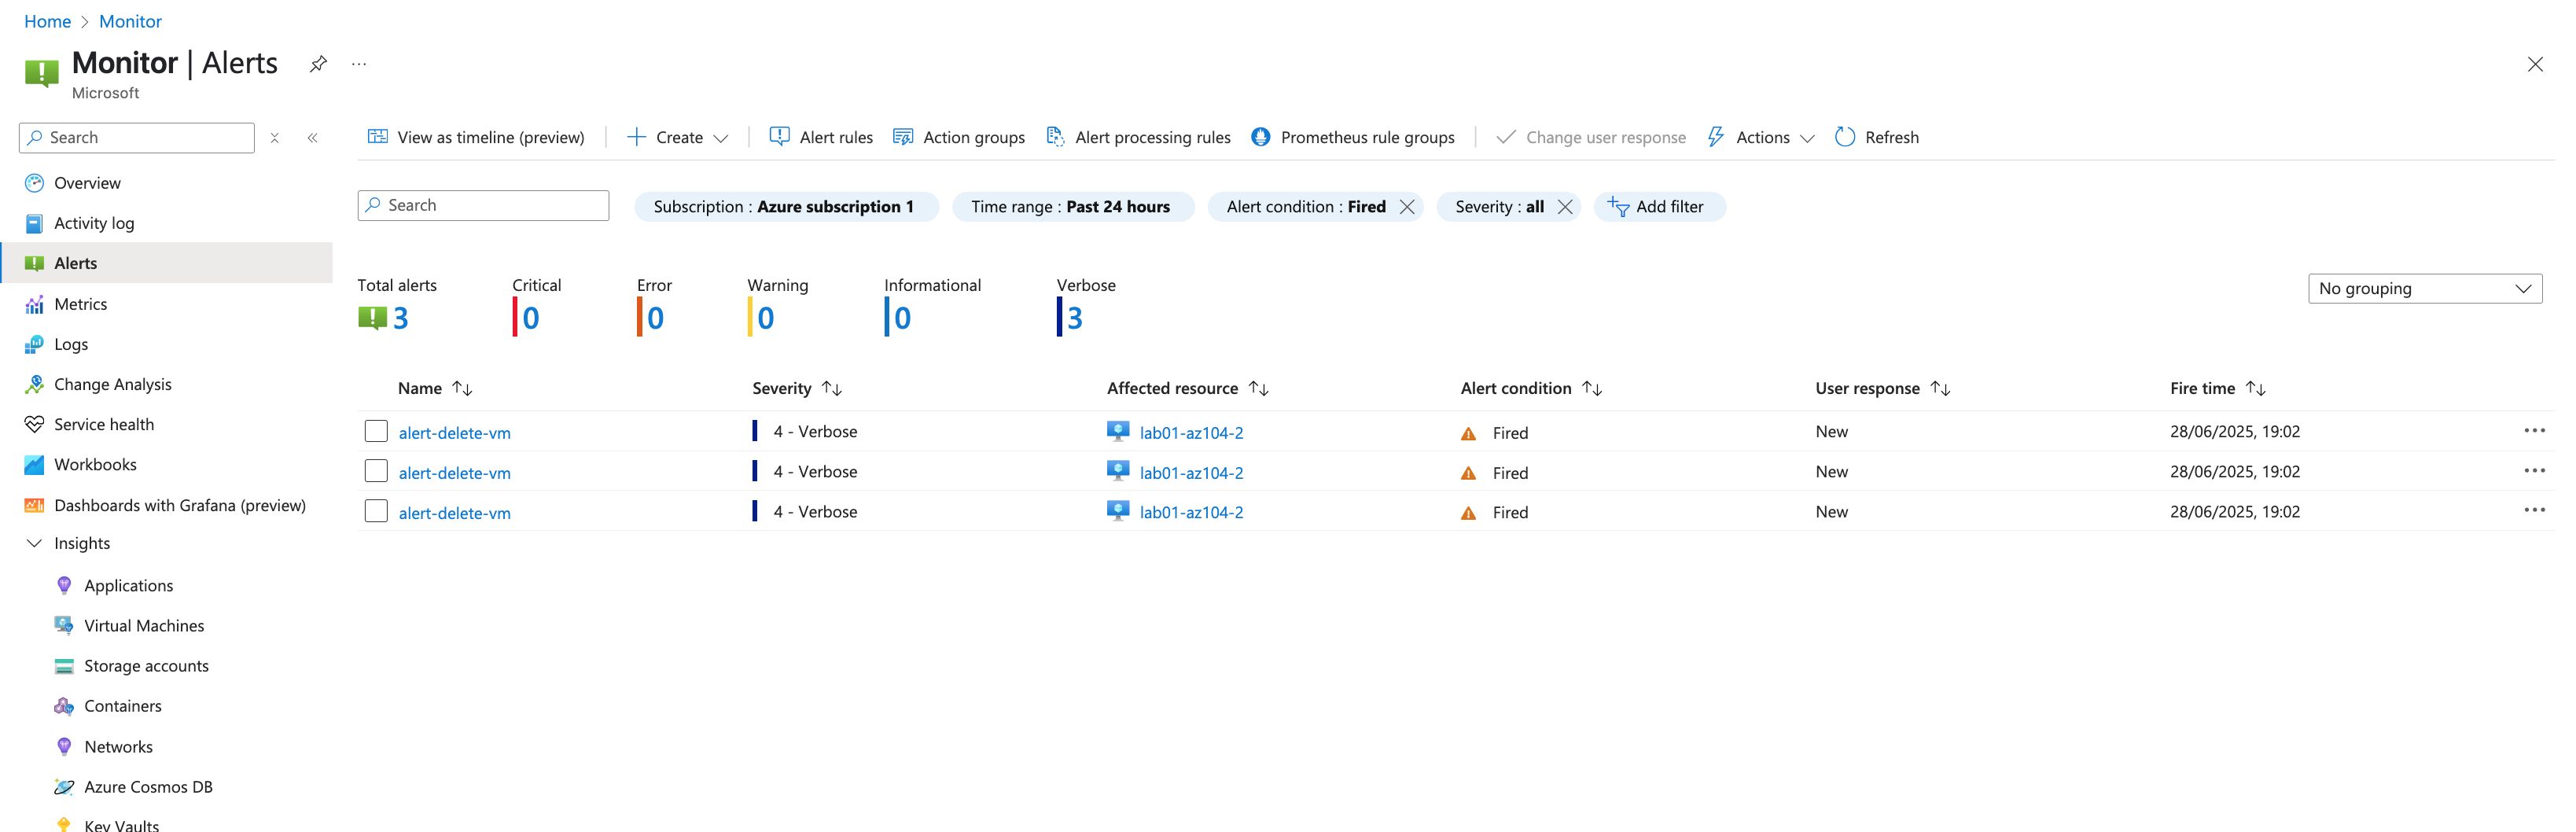 Home > Monitor
Monitor | Alerts ...
Microsoft
Search
Overview
Activity log
Alerts
Metrics
Logs
Change Analysis
Service health
Workbooks
Dashboards with Grafana (preview)
Insights
Applications
Virtual Machines
Storage accounts
Containers
Networks
Azure Cosmos DB
Key Vaults
View as timeline (preview) Create Alert rules Action groups Alert processing rules Prometheus rule groups Change user response Actions Refresh
Search Subscription : Azure subscription 1 Time range : Past 24 hours Alert condition : Fired Severity : all Add filter
Total alerts Critical Error Warning Informational Verbose
3 0 0 0 0 3
No grouping
Name Severity Affected resource Alert condition User response Fire time
alert-delete-vm 4 - Verbose lab01-az104-2 Fired New 28/06/2025, 19:02
alert-delete-vm 4 - Verbose lab01-az104-2 Fired New 28/06/2025, 19:02
alert-delete-vm 4 - Verbose lab01-az104-2 Fired New 28/06/2025, 19:02